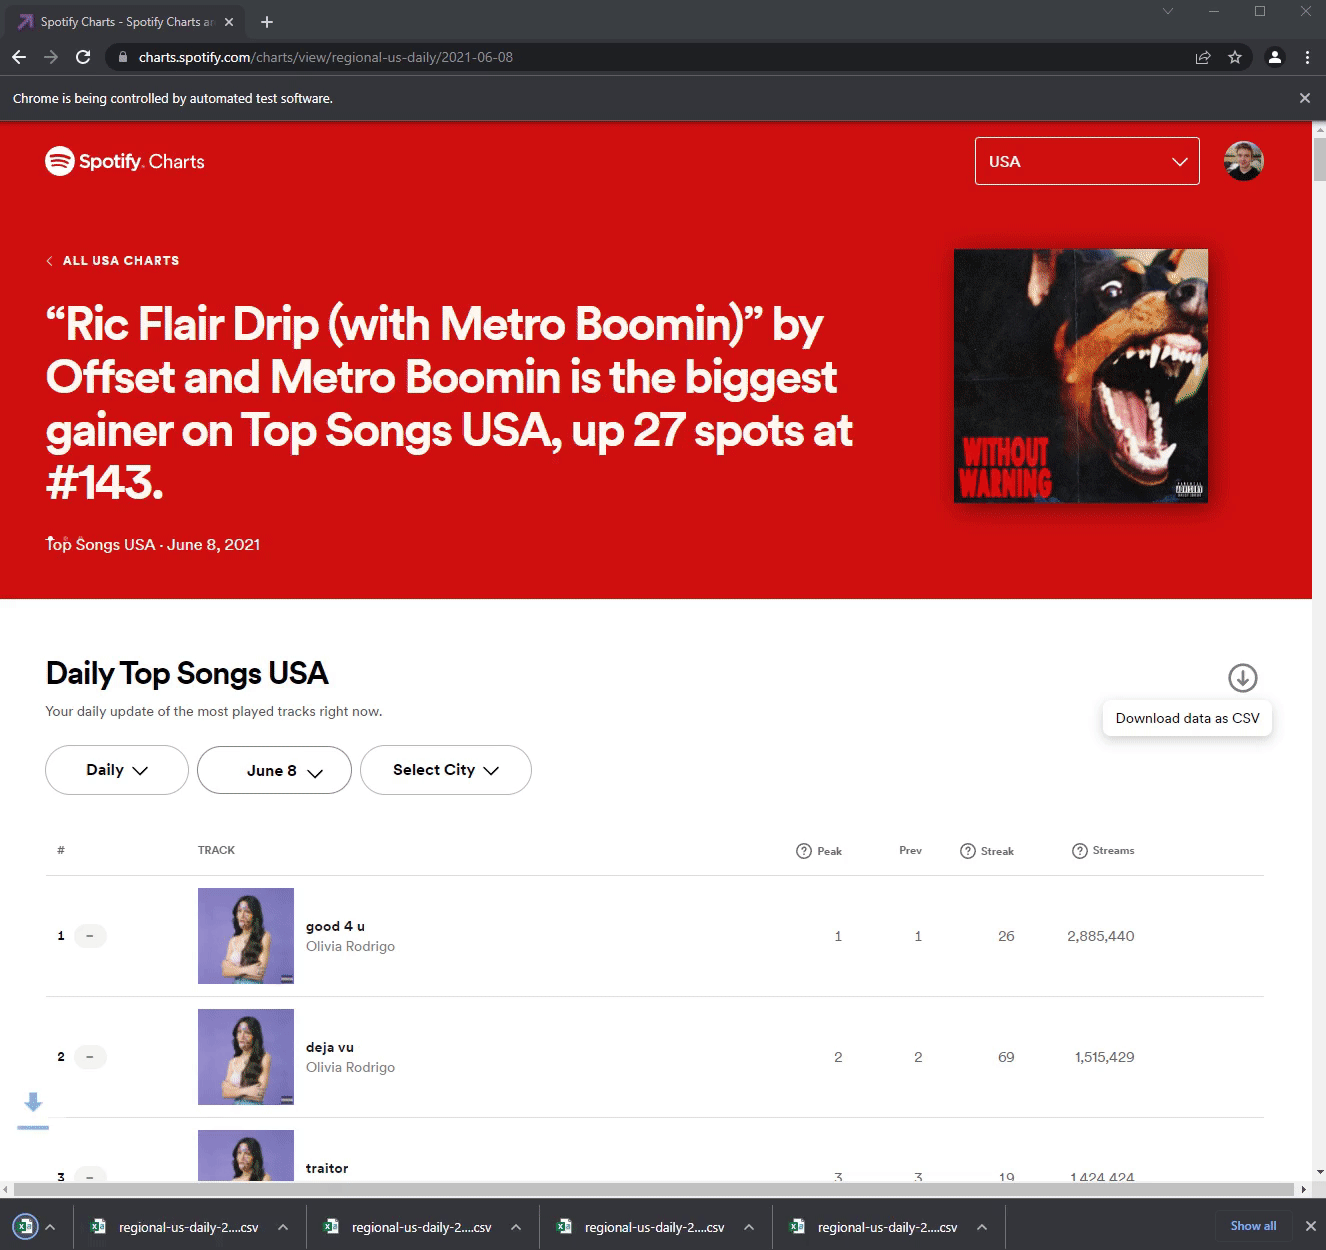 Spotify Charts - Spotify Charts an
charts.spotify.com/charts/view/regional-us-daily/2021-06-08
Chrome is being controlled by automated test software.
Spotify Charts
USA
ALL USA CHARTS
“Ric Flair Drip (with Metro Boomin)” by
Offset and Metro Boomin is the biggest
gainer on Top Songs USA, up 27 spots at
#143.
WITHOUT
WARNING
PARENTAL
ADVISORY
Top Songs USA · June 8, 2021
Daily Top Songs USA
Your daily update of the most played tracks right now.
Download data as CSV
Daily
June 8
Select City
# TRACK Peak Prev Streak Streams
1 – good 4 u 1 1 26 2,885,440
Olivia Rodrigo
2 – deja vu 2 2 69 1,515,429
Olivia Rodrigo
3 – traitor 3 3 19 1,424,424
regional-us-daily-2....csv regional-us-daily-2....csv regional-us-daily-2....csv regional-us-daily-2....csv Show all